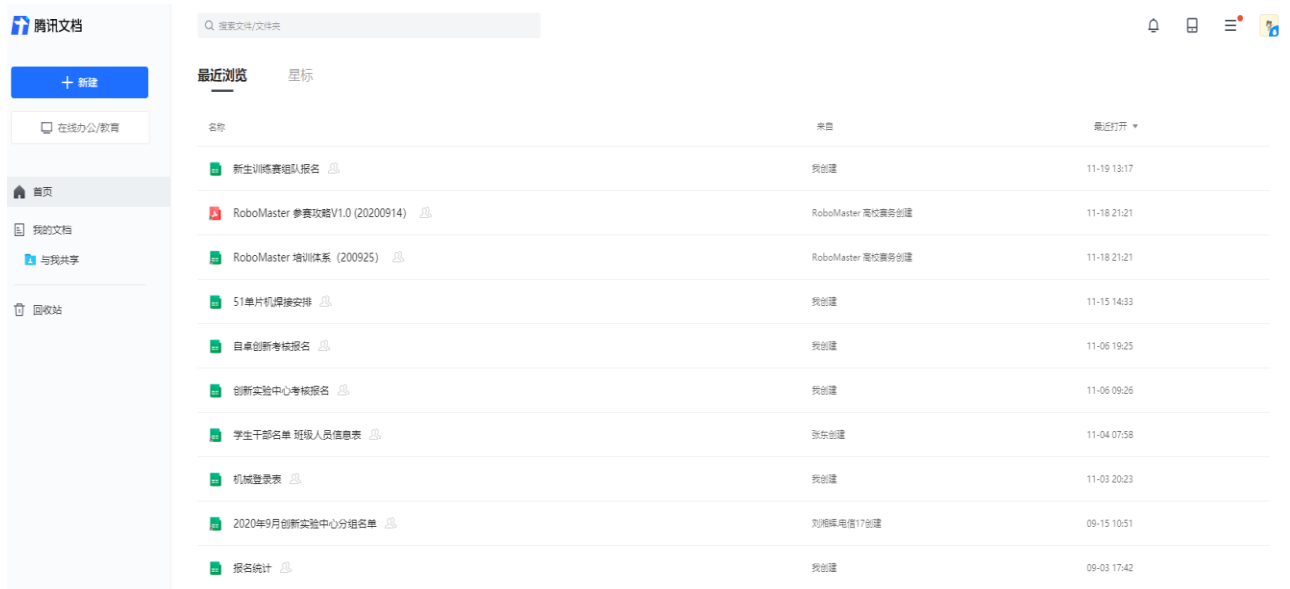 腾讯文档
搜索文件/文件夹
新建
在线办公/教育
首页
我的文档
与我共享
回收站
最近浏览 星标
名称 来自 最近打开
新生训练赛组队报名 我创建 11-19 13:17
RoboMaster 参赛攻略V1.0 (20200914) RoboMaster 高校赛务创建 11-18 21:21
RoboMaster 培训体系（200925） RoboMaster 高校赛务创建 11-18 21:21
51单片机焊接安排 我创建 11-15 14:33
自卓创新考核报名 我创建 11-06 19:25
创新实验中心考核报名 我创建 11-06 09:26
学生干部名单 班级人员信息表 张东创建 11-04 07:58
机械登录表 我创建 11-03 20:23
2020年9月创新实验中心分组名单 刘湘辉.电信17创建 09-15 10:51
报名统计 我创建 09-03 17:42